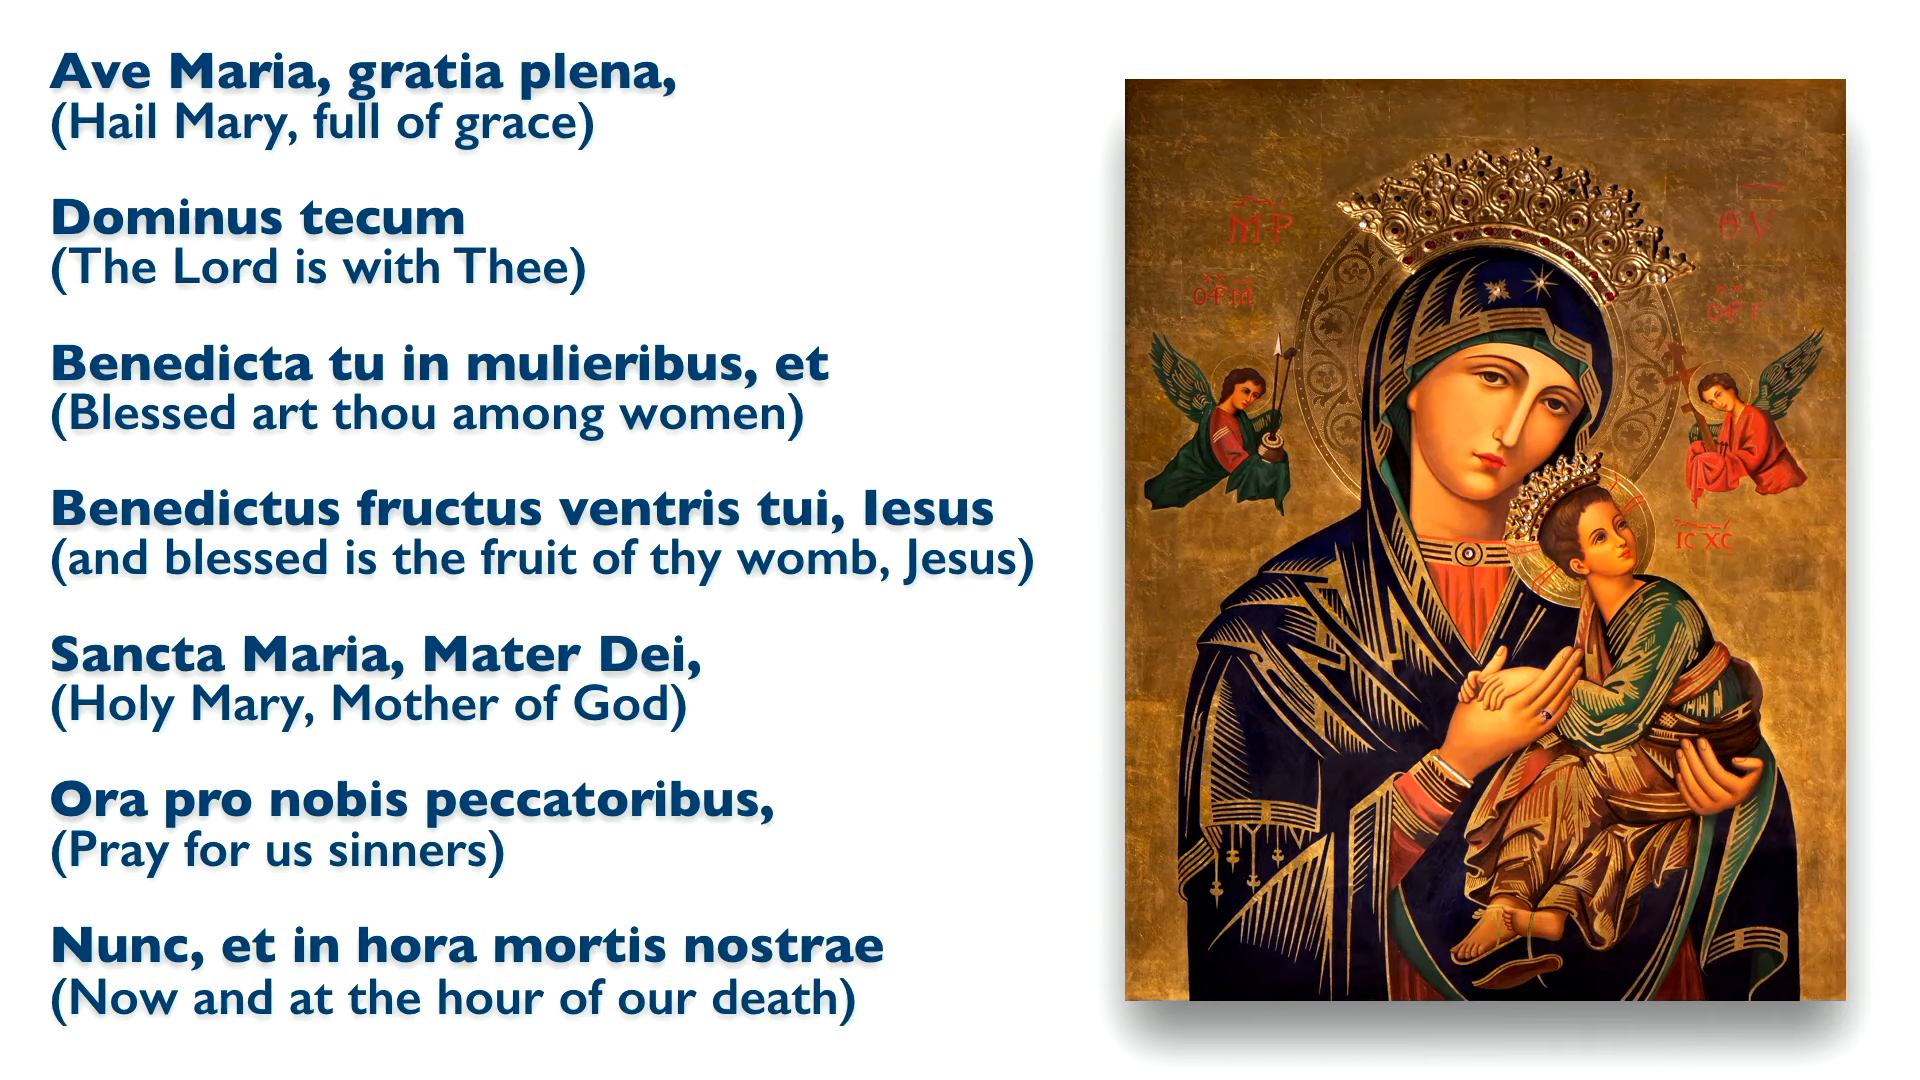 Ave Maria, gratia plena,
(Hail Mary, full of grace)
Dominus tecum
(The Lord is with Thee)
Benedicta tu in mulieribus, et
(Blessed art thou among women)
Benedictus fructus ventris tui, Iesus
(and blessed is the fruit of thy womb, Jesus)
Sancta Maria, Mater Dei,
(Holy Mary, Mother of God)
Ora pro nobis peccatoribus,
(Pray for us sinners)
Nunc, et in hora mortis nostrae
(Now and at the hour of our death)
ΜΡ ΘΥ
IC XC